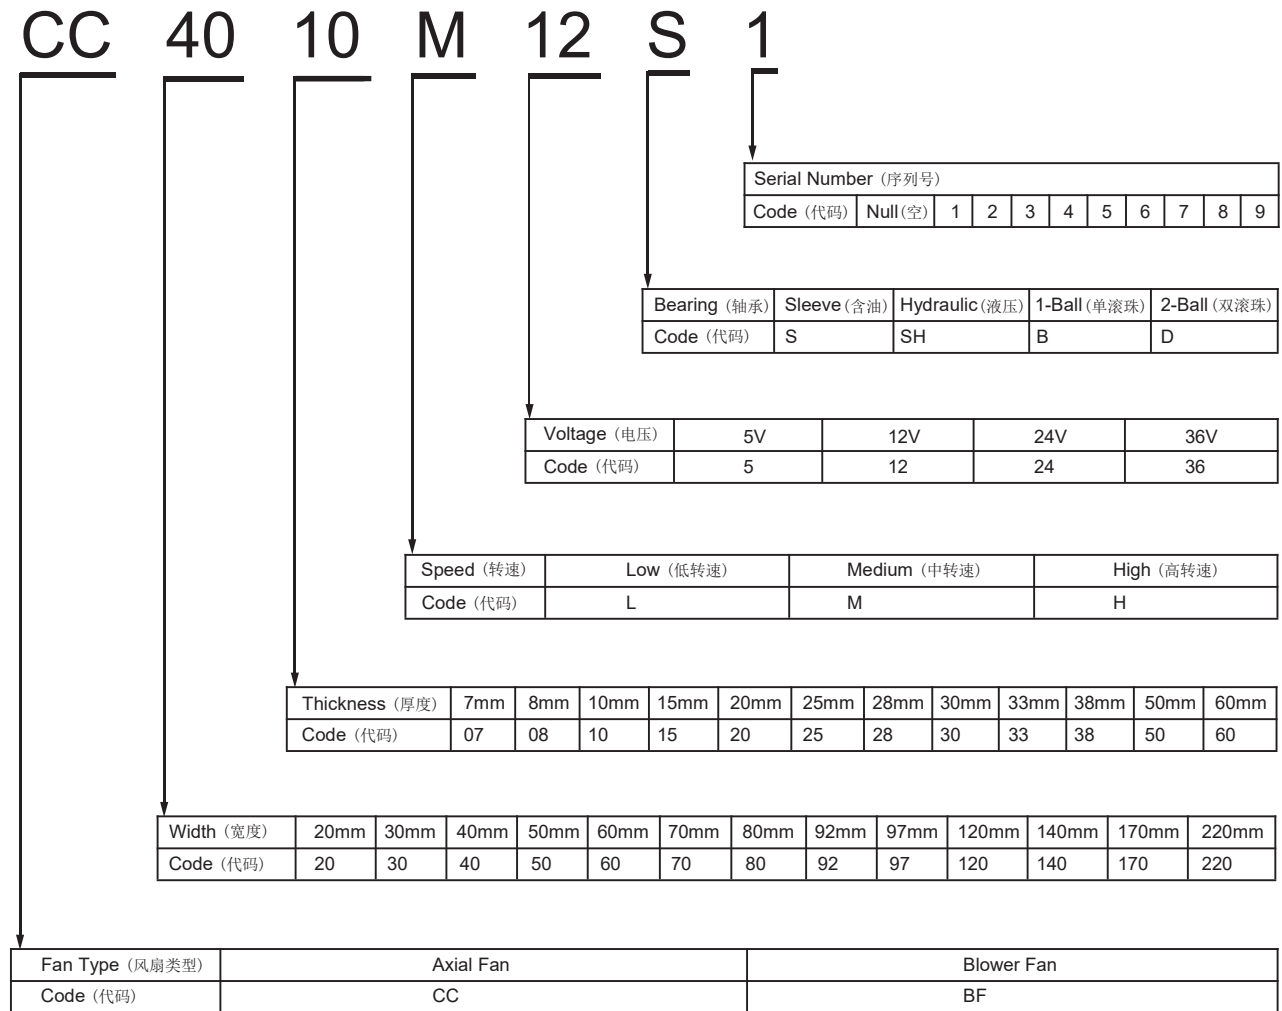 CC 40 10 M 12 S 1
Serial Number (序列号)
Code (代码) Null(空) 1 2 3 4 5 6 7 8 9
Bearing (轴承) Sleeve(含油) Hydraulic(液压) 1-Ball(单滚珠) 2-Ball(双滚珠)
Code (代码) S SH B D
Voltage (电压) 5V 12V 24V 36V
Code (代码) 5 12 24 36
Speed (转速) Low (低转速) Medium (中转速) High (高转速)
Code (代码) L M H
Thickness (厚度) 7mm 8mm 10mm 15mm 20mm 25mm 28mm 30mm 33mm 38mm 50mm 60mm
Code (代码) 07 08 10 15 20 25 28 30 33 38 50 60
Width (宽度) 20mm 30mm 40mm 50mm 60mm 70mm 80mm 92mm 97mm 120mm 140mm 170mm 220mm
Code (代码) 20 30 40 50 60 70 80 92 97 120 140 170 220
Fan Type (风扇类型) Axial Fan Blower Fan
Code (代码) CC BF